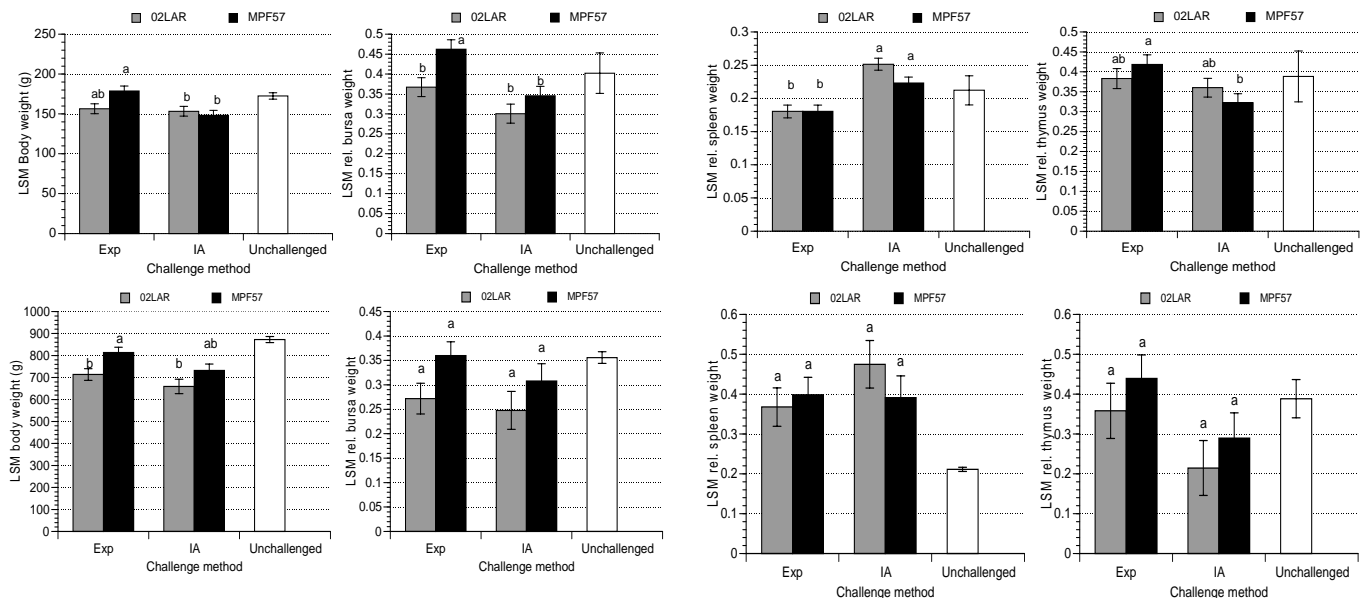 02LAR MPF57
LSM Body weight (g)
250
200
150
100
50
0
ab
a
b
b
Exp IA Unchallenged
Challenge method
02LAR MPF57
LSM rel. bursa weight
0.5
0.45
0.4
0.35
0.3
0.25
0.2
0.15
0.1
0.05
0
b
a
b
b
Exp IA Unchallenged
Challenge method
02LAR MPF57
LSM rel. spleen weight
0.3
0.25
0.2
0.15
0.1
0.05
0
b
b
a
a
Exp IA Unchallenged
Challenge method
02LAR MPF57
LSM rel. thymus weight
0.5
0.45
0.4
0.35
0.3
0.25
0.2
0.15
0.1
0.05
0
ab
a
ab
b
Exp IA Unchallenged
Challenge method
02LAR MPF57
LSM body weight (g)
1000
900
800
700
600
500
400
300
200
100
0
b
a
b
ab
Exp IA Unchallenged
Challenge method
02LAR MPF57
LSM rel. bursa weight
0.45
0.4
0.35
0.3
0.25
0.2
0.15
0.1
0.05
0
a
a
a
a
Exp IA Unchallenged
Challenge method
02LAR MPF57
LSM rel. spleen weight
0.6
0.5
0.4
0.3
0.2
0.1
0
a
a
a
a
Exp IA Unchallenged
Challenge method
02LAR MPF57
LSM rel. thymus weight
0.6
0.5
0.4
0.3
0.2
0.1
0
a
a
a
a
Exp IA Unchallenged
Challenge method